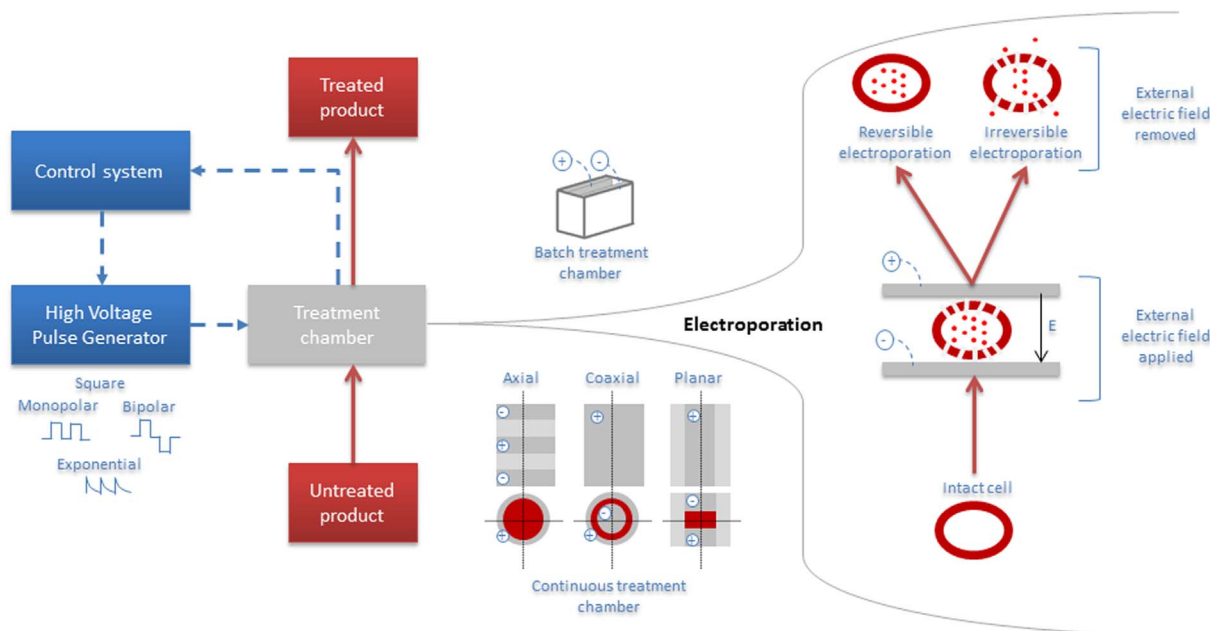 Treated
product
Control system
High Voltage
Pulse Generator
Treatment
chamber
Square
Monopolar
Bipolar
Exponential
Untreated
product
+
-
Batch treatment
chamber
Electroporation
Axial
Coaxial
Planar
-
+
-
+
+
+
-
+
-
+
Continuous treatment
chamber
Reversible
electroporation
Irreversible
electroporation
External
electric field
removed
+
-
E
External
electric field
applied
Intact cell